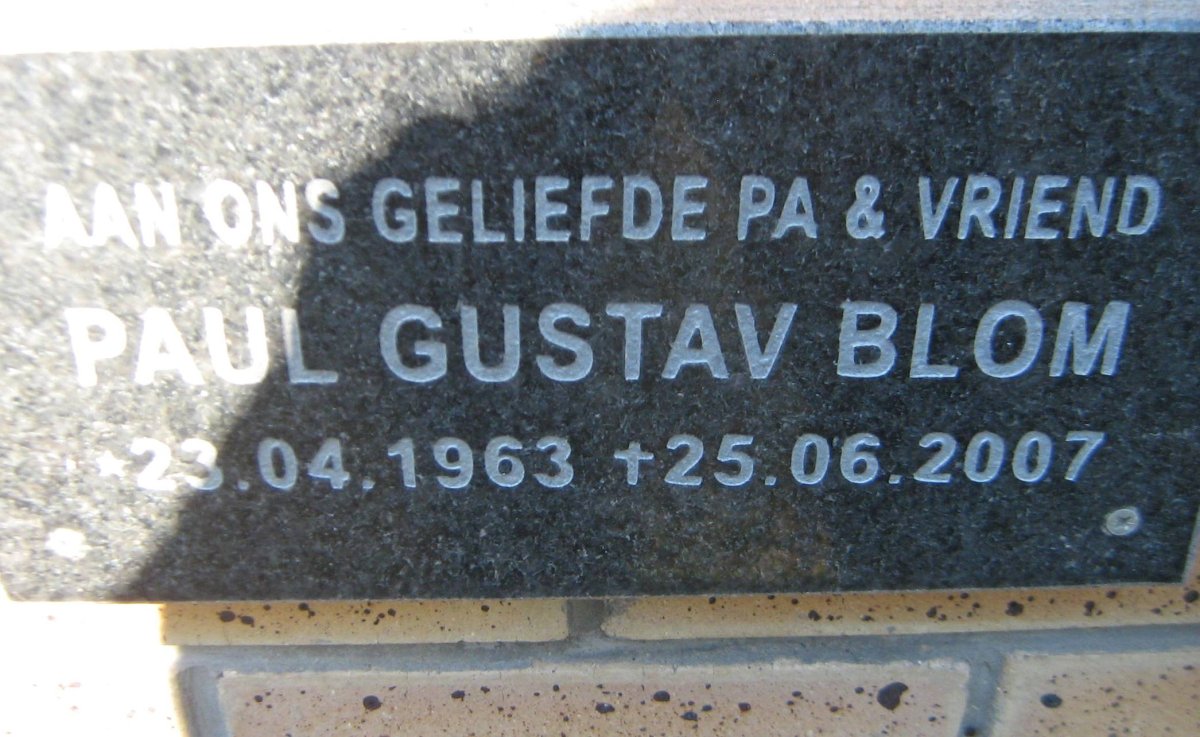 AAN ONS GELIEFDE PA & VRIEND
PAUL GUSTAV BLOM
*23.04.1963 †25.06.2007